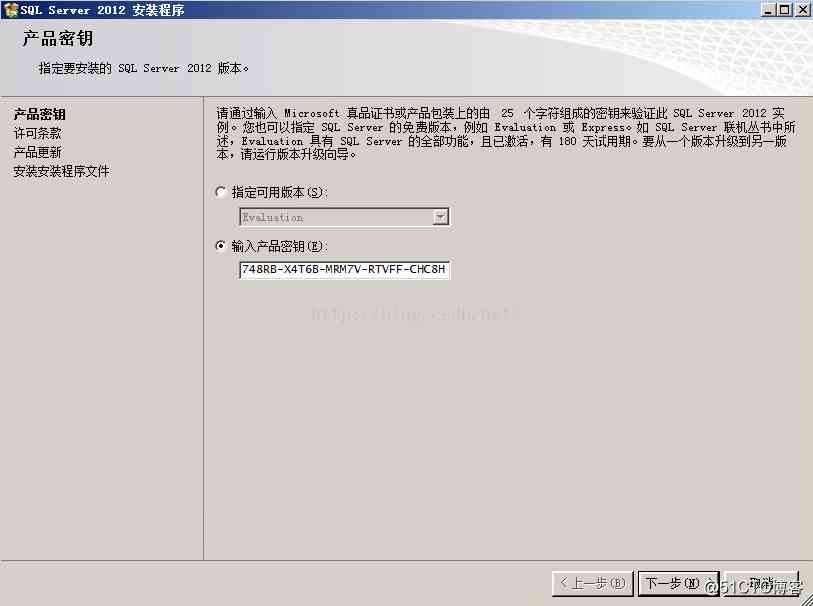 SQL Server 2012 安装程序
产品密钥
指定要安装的 SQL Server 2012 版本。
产品密钥
许可条款
产品更新
安装安装程序文件
请通过输入 Microsoft 真品证书或产品包装上的由 25 个字符组成的密钥来验证此 SQL Server 2012 实
例。您也可以指定 SQL Server 的免费版本，例如 Evaluation 或 Express。如 SQL Server 联机丛书中所
述，Evaluation 具有 SQL Server 的全部功能，且已激活，有 180 天试用期。要从一个版本升级到另一版
本，请运行版本升级向导。
指定可用版本(S):
Evaluation
输入产品密钥(E):
748RB-X4T6B-MRM7V-RTVFF-CHC8H
http://blog.csdn.net/
< 上一步(B) 下一步(N) > 取消
@51CTO博客